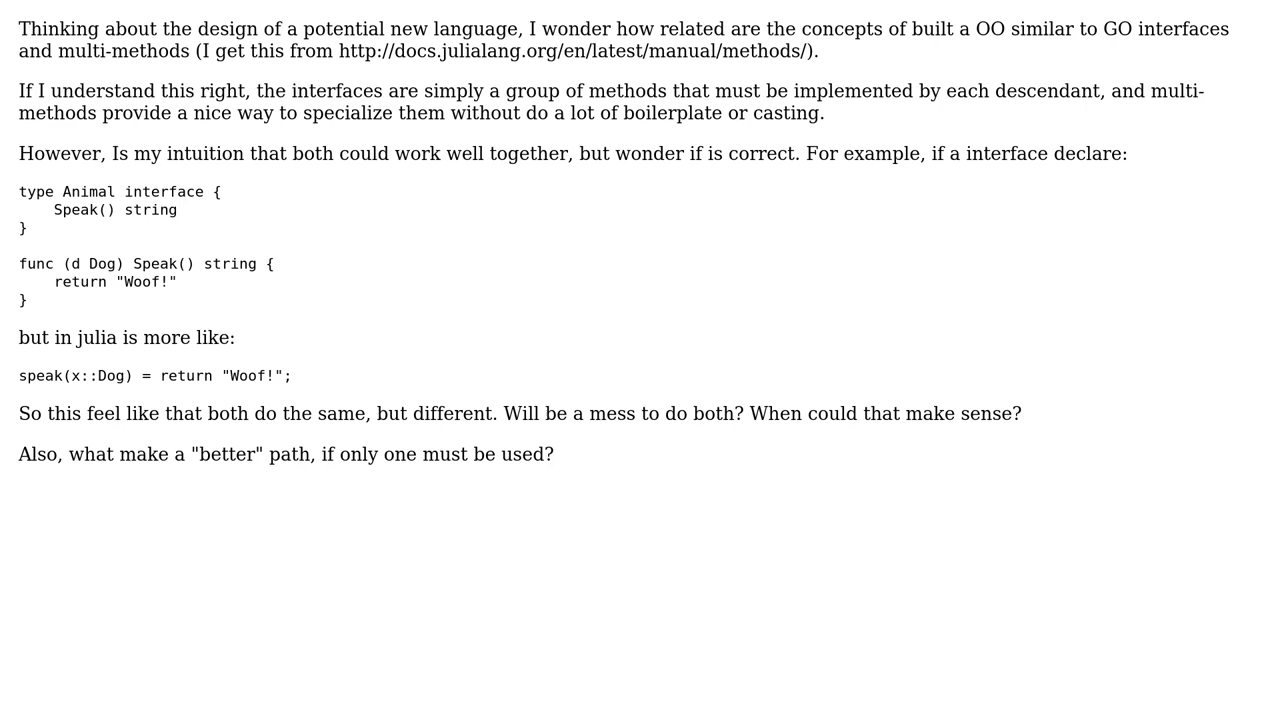 Thinking about the design of a potential new language, I wonder how related are the concepts of built a OO similar to GO interfaces
and multi-methods (I get this from http://docs.julialang.org/en/latest/manual/methods/).
If I understand this right, the interfaces are simply a group of methods that must be implemented by each descendant, and multi-
methods provide a nice way to specialize them without do a lot of boilerplate or casting.
However, Is my intuition that both could work well together, but wonder if is correct. For example, if a interface declare:
type Animal interface {
    Speak() string
}
func (d Dog) Speak() string {
    return "Woof!"
}
but in julia is more like:
speak(x::Dog) = return "Woof!";
So this feel like that both do the same, but different. Will be a mess to do both? When could that make sense?
Also, what make a "better" path, if only one must be used?